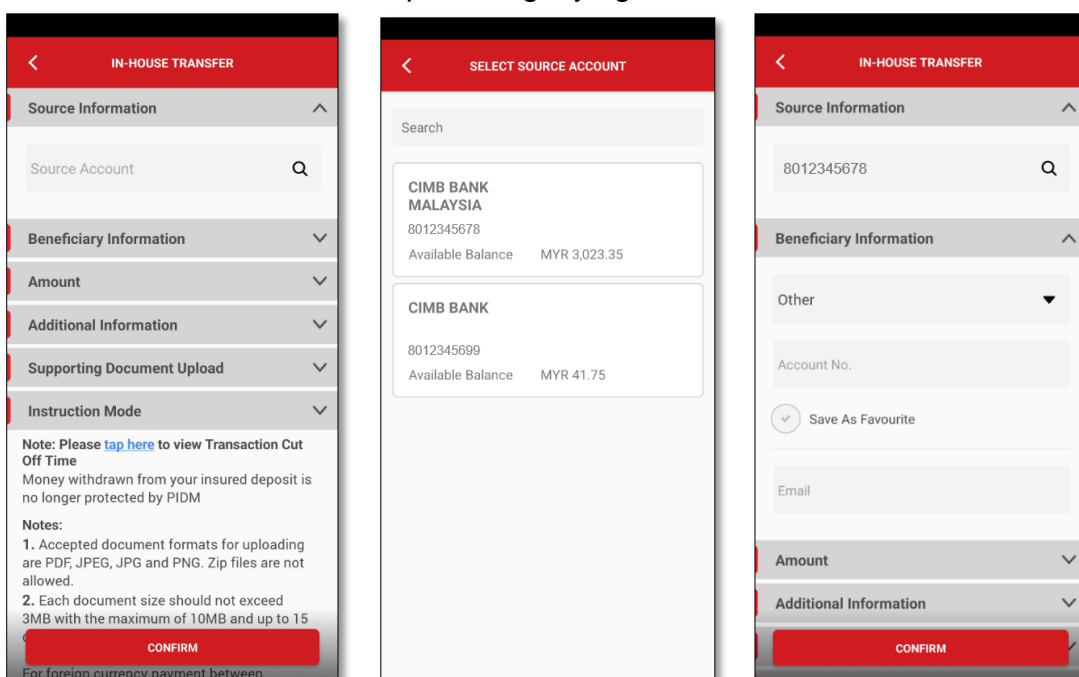 IN-HOUSE TRANSFER
Source Information
Source Account
Beneficiary Information
Amount
Additional Information
Supporting Document Upload
Instruction Mode
Note: Please tap here to view Transaction Cut
Off Time
Money withdrawn from your insured deposit is
no longer protected by PIDM
Notes:
1. Accepted document formats for uploading
are PDF, JPEG, JPG and PNG. Zip files are not
allowed.
2. Each document size should not exceed
3MB with the maximum of 10MB and up to 15
CONFIRM
For foreign currency payment between
SELECT SOURCE ACCOUNT
Search
CIMB BANK
MALAYSIA
8012345678
Available Balance MYR 3,023.35
CIMB BANK
8012345699
Available Balance MYR 41.75
IN-HOUSE TRANSFER
Source Information
8012345678
Beneficiary Information
Other
Account No.
Save As Favourite
Email
Amount
Additional Information
CONFIRM